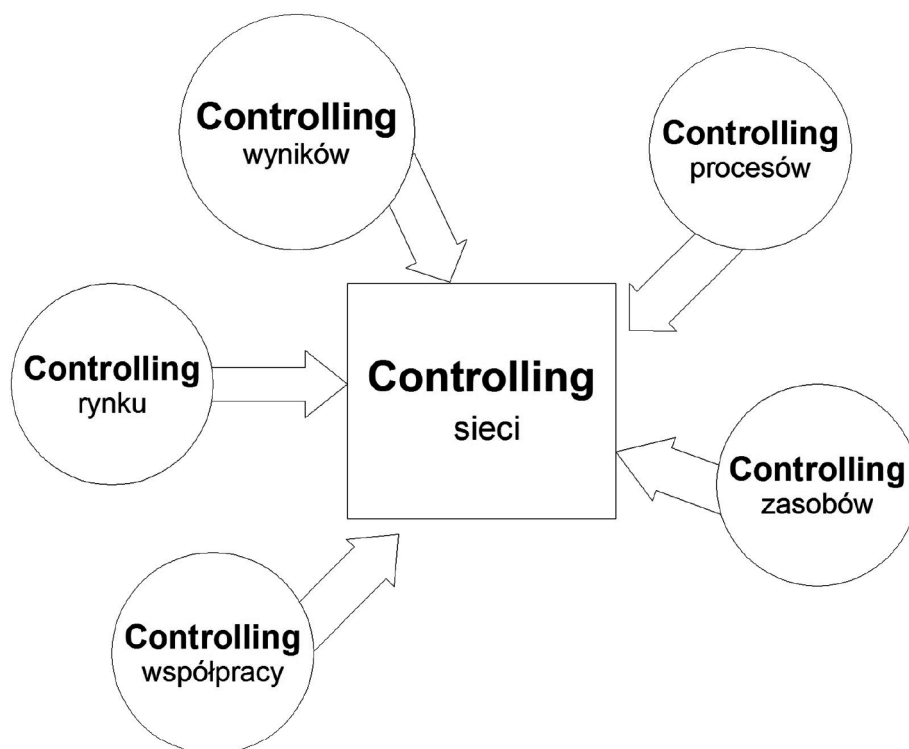 Controlling
wyników
Controlling
procesów
Controlling
rynku
Controlling
sieci
Controlling
zasobów
Controlling
współpracy